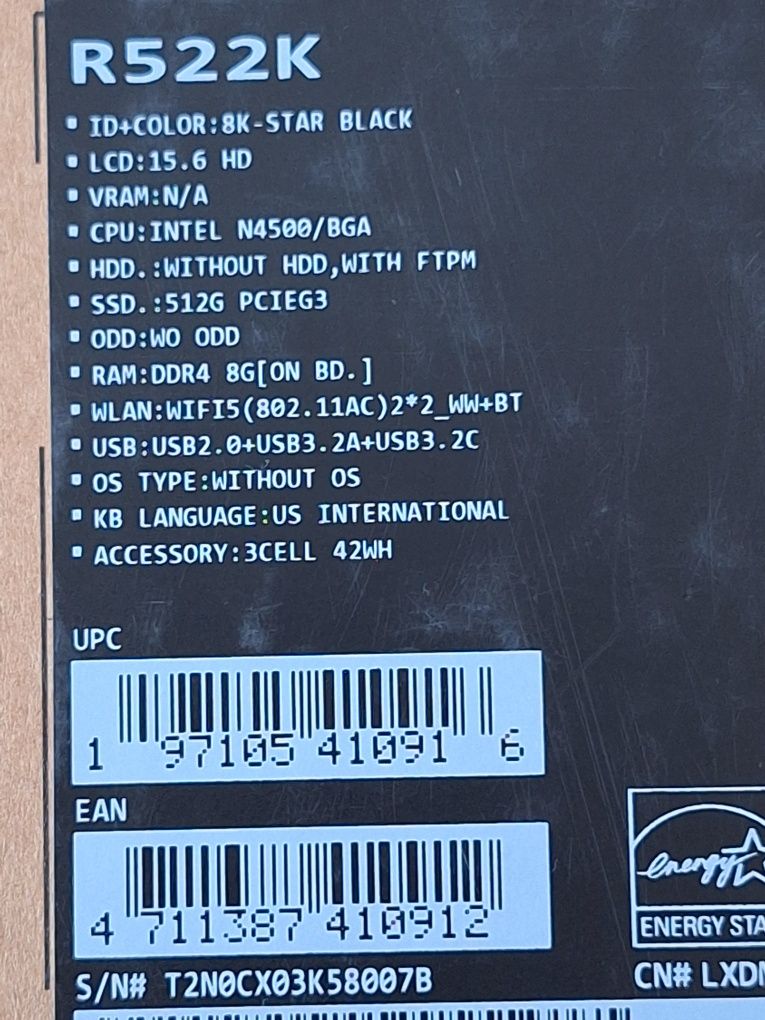 R522K
▪ ID+COLOR:8K-STAR BLACK
▪ LCD:15.6 HD
▪ VRAM:N/A
▪ CPU:INTEL N4500/BGA
▪ HDD.:WITHOUT HDD,WITH FTPM
▪ SSD.:512G PCIEG3
▪ ODD:WO ODD
▪ RAM:DDR4 8G[ON BD.]
▪ WLAN:WIFI5(802.11AC)2*2_WW+BT
▪ USB:USB2.0+USB3.2A+USB3.2C
▪ OS TYPE:WITHOUT OS
▪ KB LANGUAGE:US INTERNATIONAL
▪ ACCESSORY:3CELL 42WH
UPC
1 97105 41091 6
EAN
4 711387 410912
energy
ENERGY STA
S/N# T2N0CX03K58007B
CN# LXDN